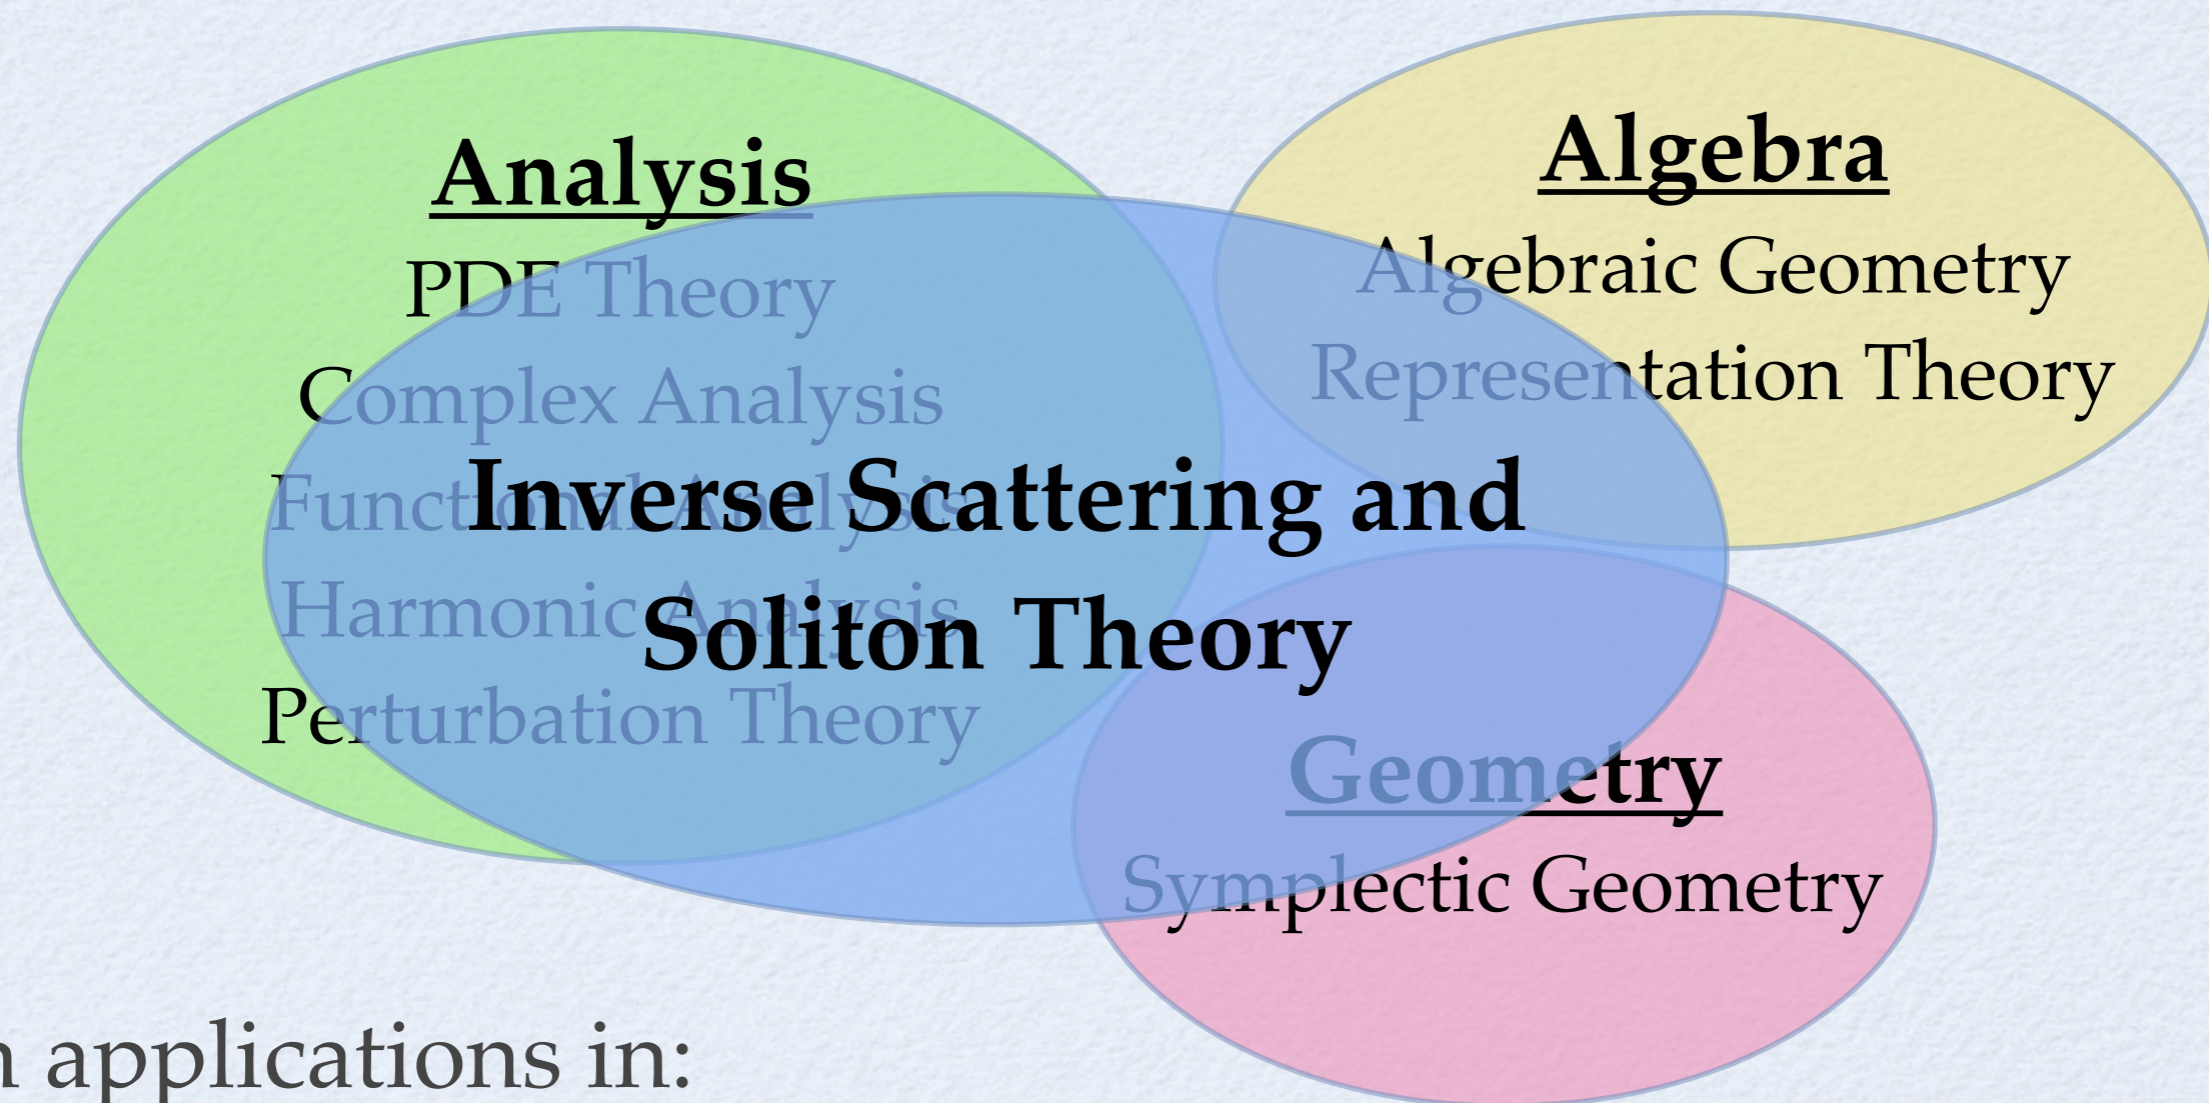 Analysis
PDE Theory
Complex Analysis
Functional Analysis
Harmonic Analysis
Perturbation Theory
Algebra
Algebraic Geometry
Representation Theory
Inverse Scattering and
Soliton Theory
Geometry
Symplectic Geometry
applications in: